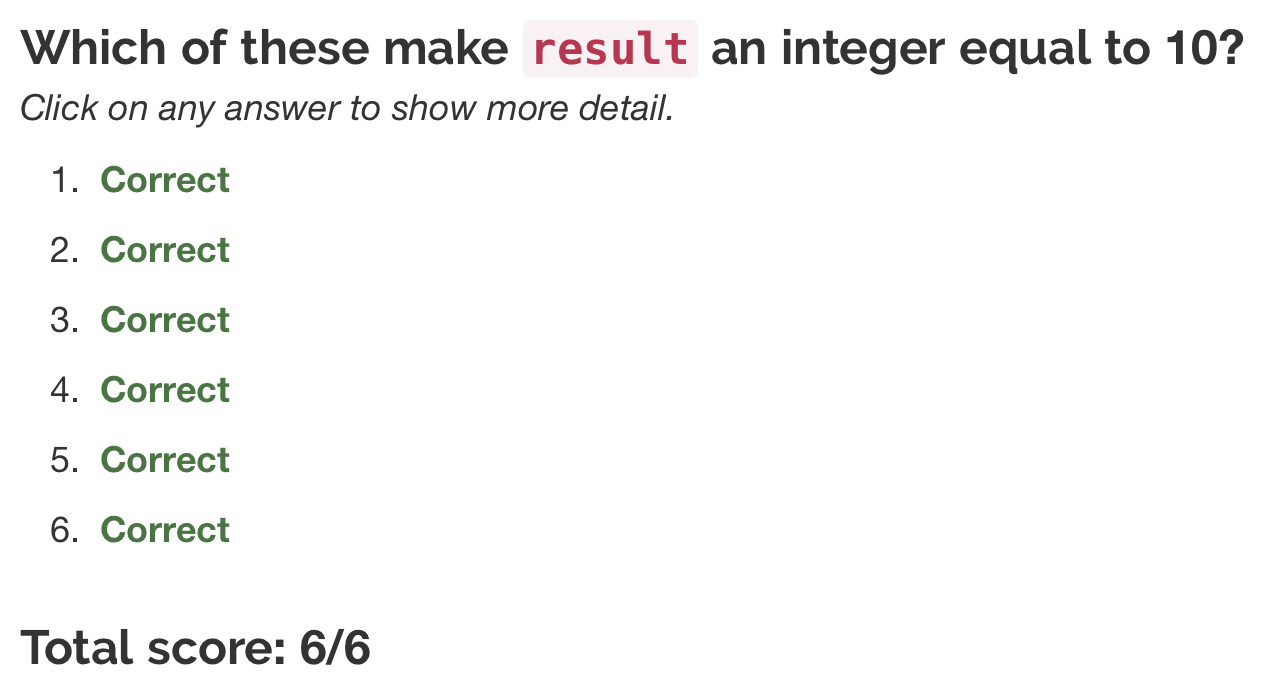 Which of these make result an integer equal to 10?
Click on any answer to show more detail.
1. Correct
2. Correct
3. Correct
4. Correct
5. Correct
6. Correct
Total score: 6/6